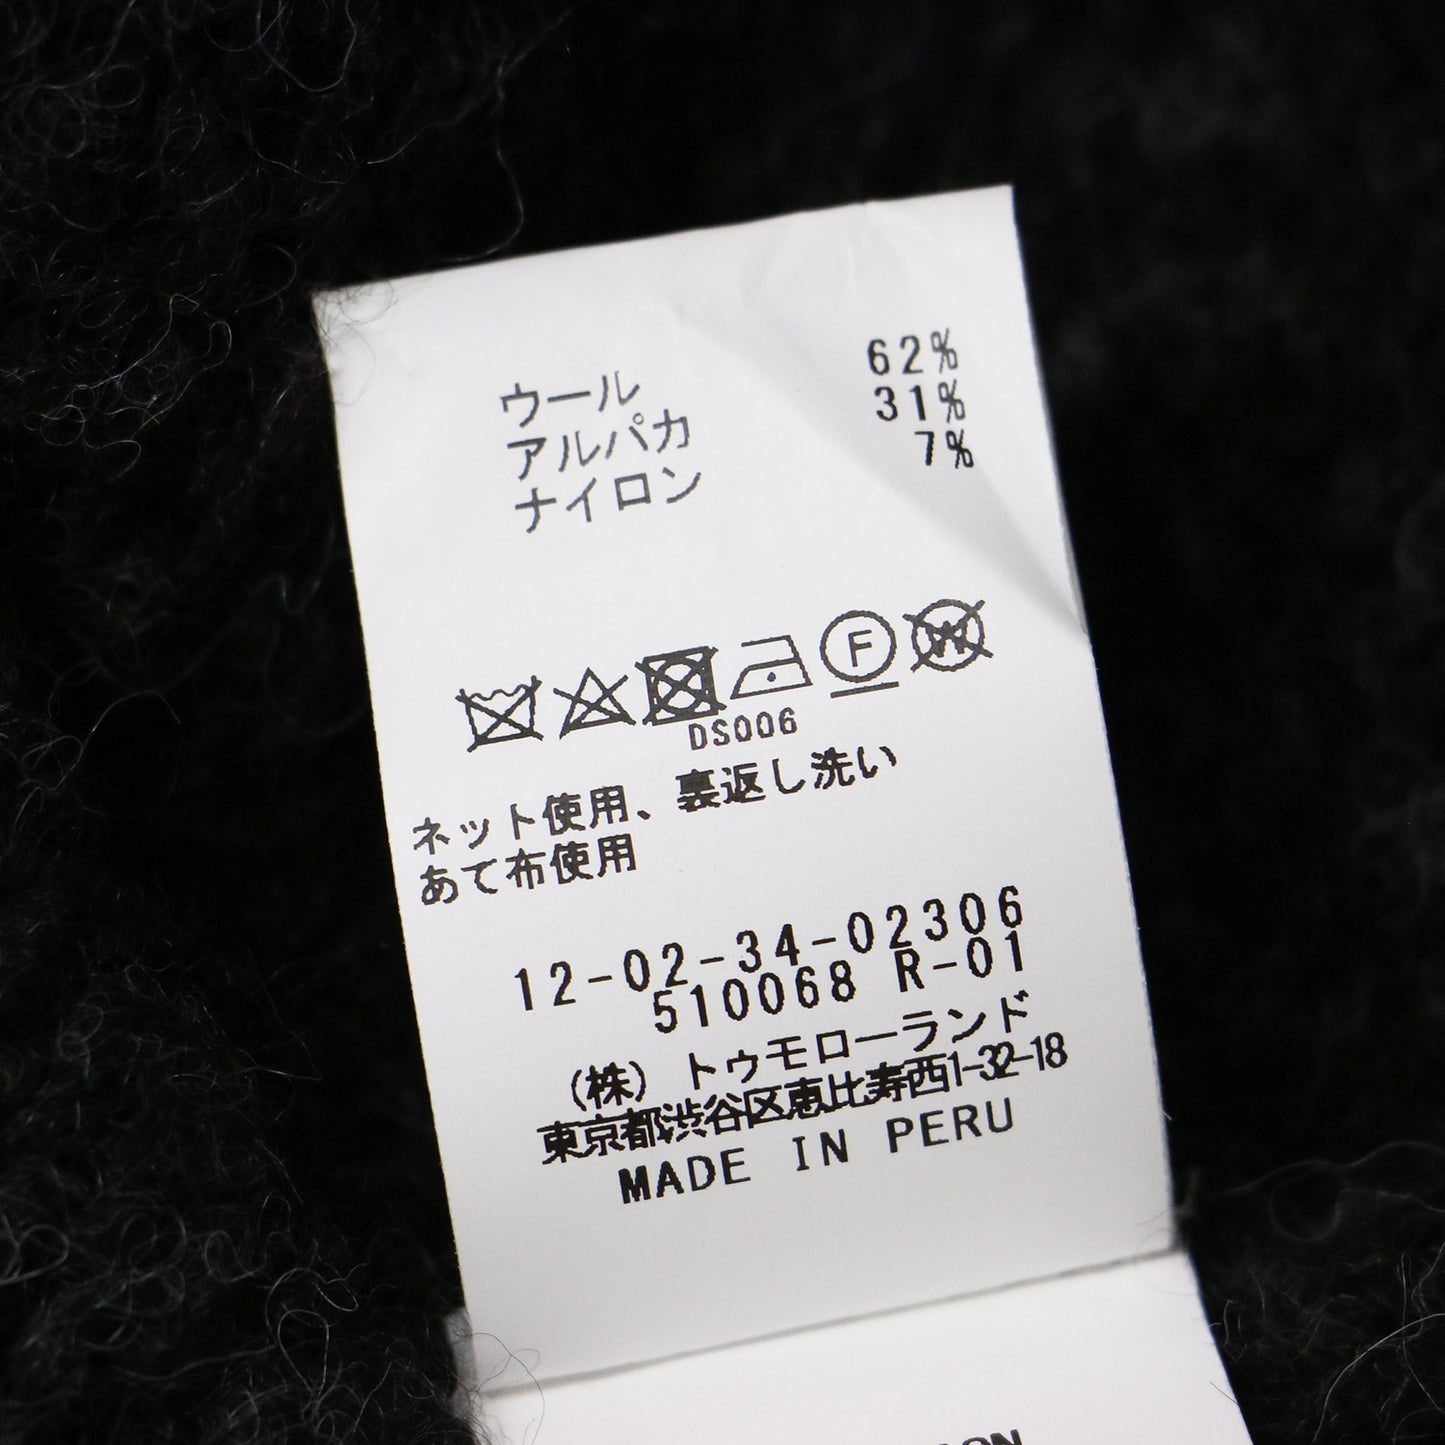 ウール 62%
アルパカ 31%
ナイロン 7%
F W
DS006
ネット使用、裏返し洗い
あて布使用
12-02-34-02306
510068 R-01
(株) トゥモローランド
東京都渋谷区恵比寿西1-32-18
MADE IN PERU